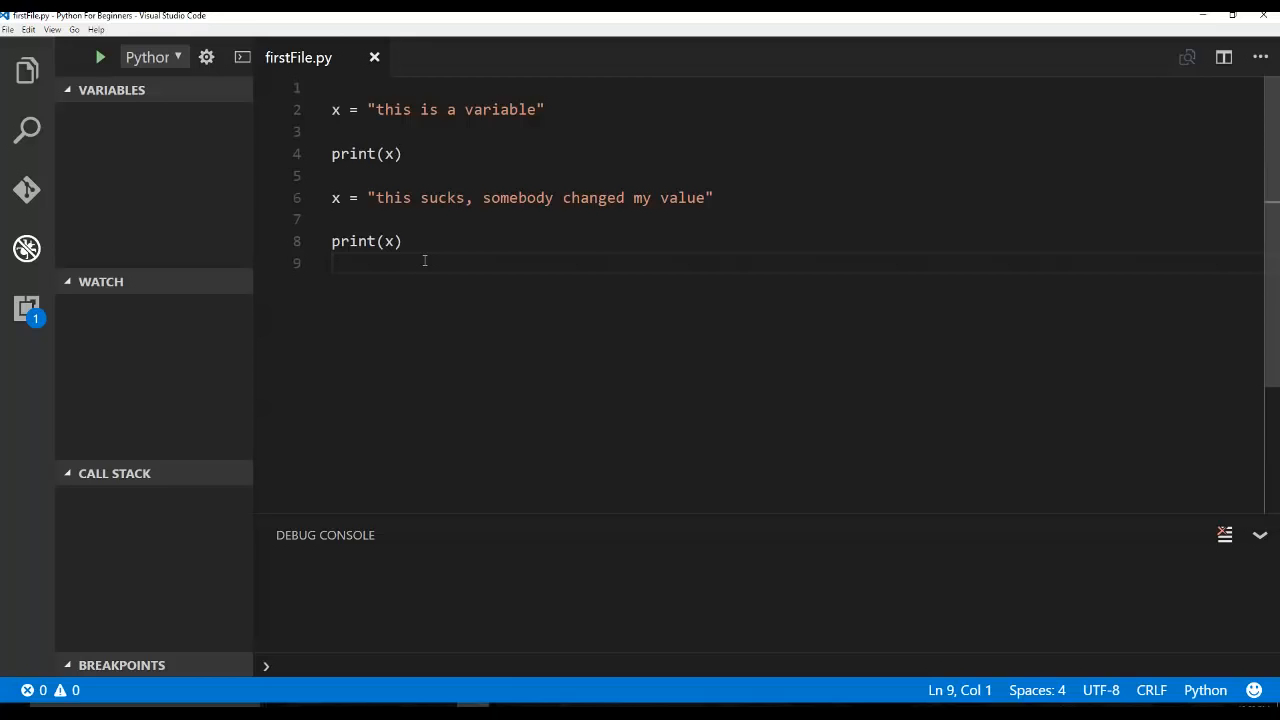 firstFile.py - Python For Beginners - Visual Studio Code
File Edit View Go Help
Python
firstFile.py
VARIABLES
WATCH
CALL STACK
BREAKPOINTS
1
2 x = "this is a variable"
3
4 print(x)
5
6 x = "this sucks, somebody changed my value"
7
8 print(x)
9
DEBUG CONSOLE
1
0 0
Ln 9, Col 1 Spaces: 4 UTF-8 CRLF Python